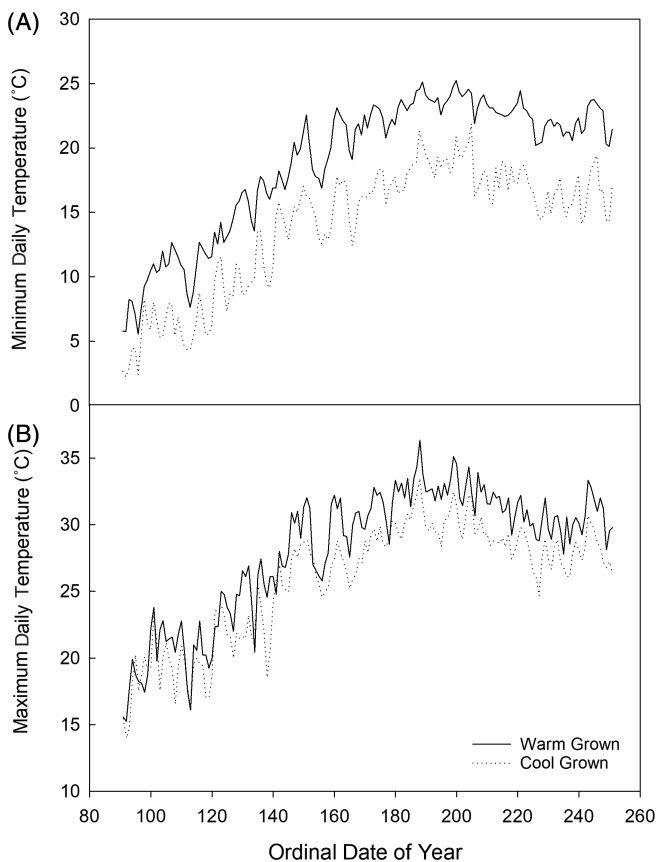 (A)
30
25
20
15
10
5
0
Minimum Daily Temperature (˚C)
(B)
35
30
25
20
15
10
Maximum Daily Temperature (˚C)
Warm Grown
Cool Grown
80 100 120 140 160 180 200 220 240 260
Ordinal Date of Year